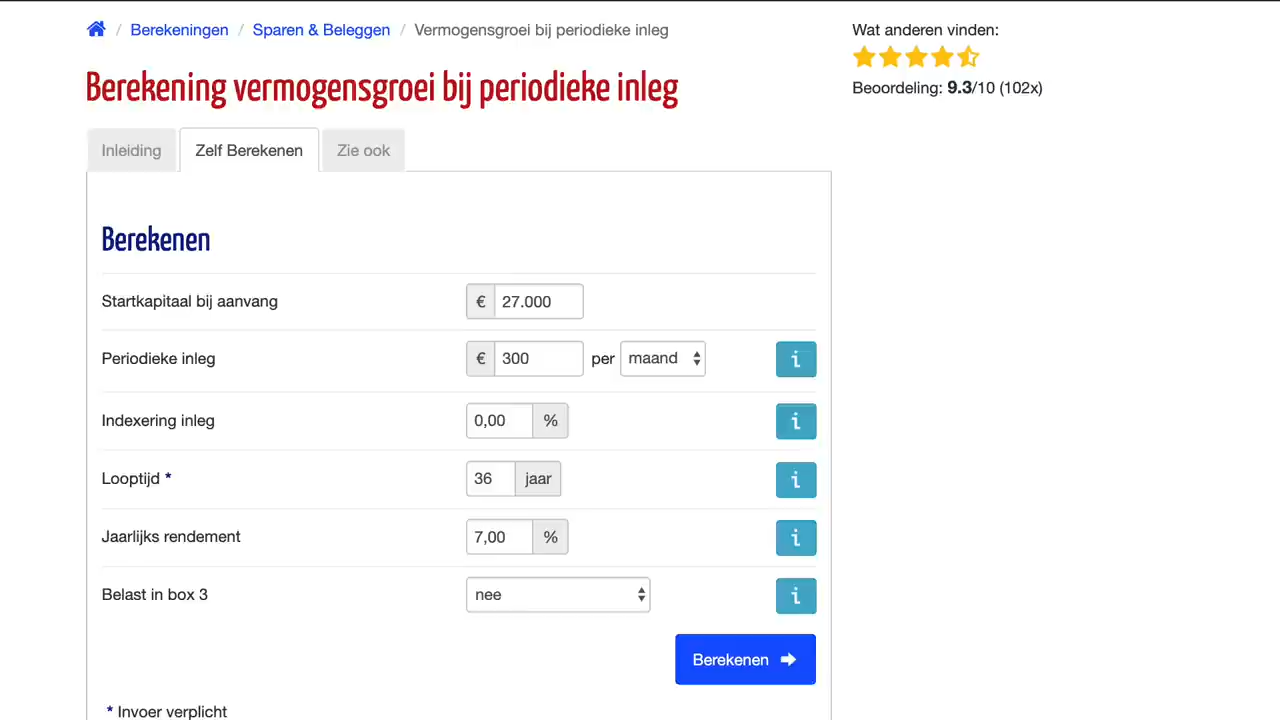 / Berekeningen / Sparen & Beleggen / Vermogensgroei bij periodieke inleg
Wat anderen vinden:
Beoordeling: 9.3/10 (102x)
Berekening vermogensgroei bij periodieke inleg
Inleiding
Zelf Berekenen
Zie ook
Berekenen
Startkapitaal bij aanvang € 27.000
Periodieke inleg € 300 per maand i
Indexering inleg 0,00 % i
Looptijd * 36 jaar i
Jaarlijks rendement 7,00 % i
Belast in box 3 nee i
Berekenen
* Invoer verplicht